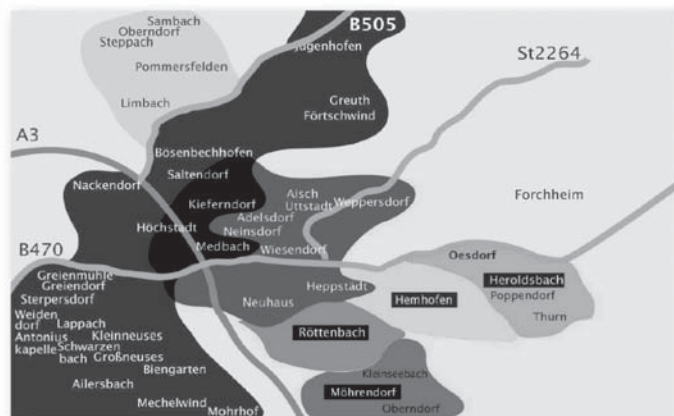 Sambach
Oberndorf
Steppach
Pommersfelden
Limbach
B505
Jugenhofen
St2264
Greuth
Förtschwind
A3
Bösenbechhofen
Saltendorf
Nackendorf
Kieferndorf
Aisch
Uttstadt
Weppersdorf
Forchheim
Adelsdorf
Neinsdorf
Höchstadt
Medbach
Wiesendorf
B470
Oesdorf
Greienmühle
Greiendorf
Sterpersdorf
Heppstädt
Heroldsbach
Neuhaus
Hemhofen
Poppendorf
Thurn
Weiden
dorf
Lappach
Antonius
kapelle
Kleinneuses
Schwarzen
bach
Großneuses
Röttenbach
Biengarten
Ailersbach
Kleinseebach
Möhrendorf
Mechelwind
Mohrhof
Oberndorf